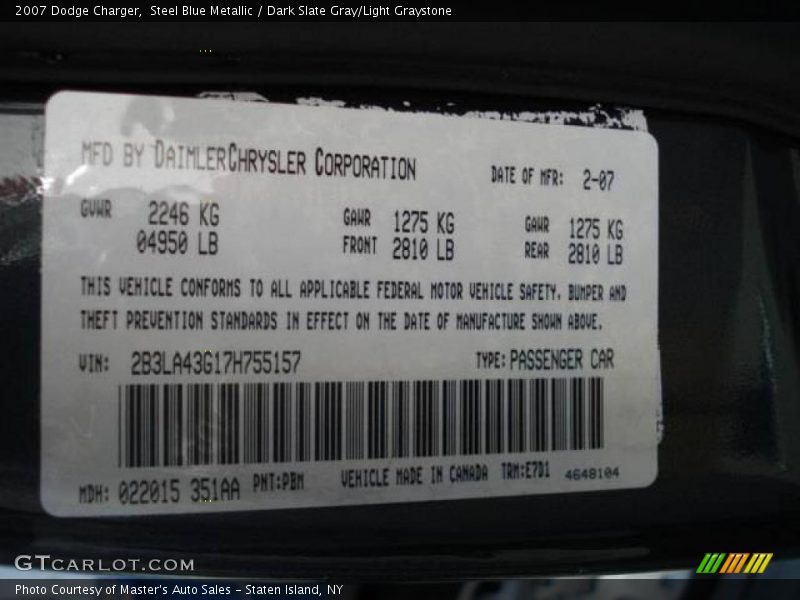 2007 Dodge Charger,  Steel Blue Metallic / Dark Slate Gray/Light Graystone
MFD BY DAIMLERCHRYSLER CORPORATION DATE OF MFR: 2-07
GVWR 2246 KG GAWR 1275 KG GAWR 1275 KG
04950 LB FRONT 2810 LB REAR 2810 LB
THIS VEHICLE CONFORMS TO ALL APPLICABLE FEDERAL MOTOR VEHICLE SAFETY, BUMPER AND
THEFT PREVENTION STANDARDS IN EFFECT ON THE DATE OF MANUFACTURE SHOWN ABOVE.
VIN: 2B3LA43G17H755157 TYPE: PASSENGER CAR
MDH: 022015 351AA PNT:PBM VEHICLE MADE IN CANADA TRM:E7D1 4648104
GTCARLOT.COM
Photo Courtesy of Master's Auto Sales - Staten Island, NY